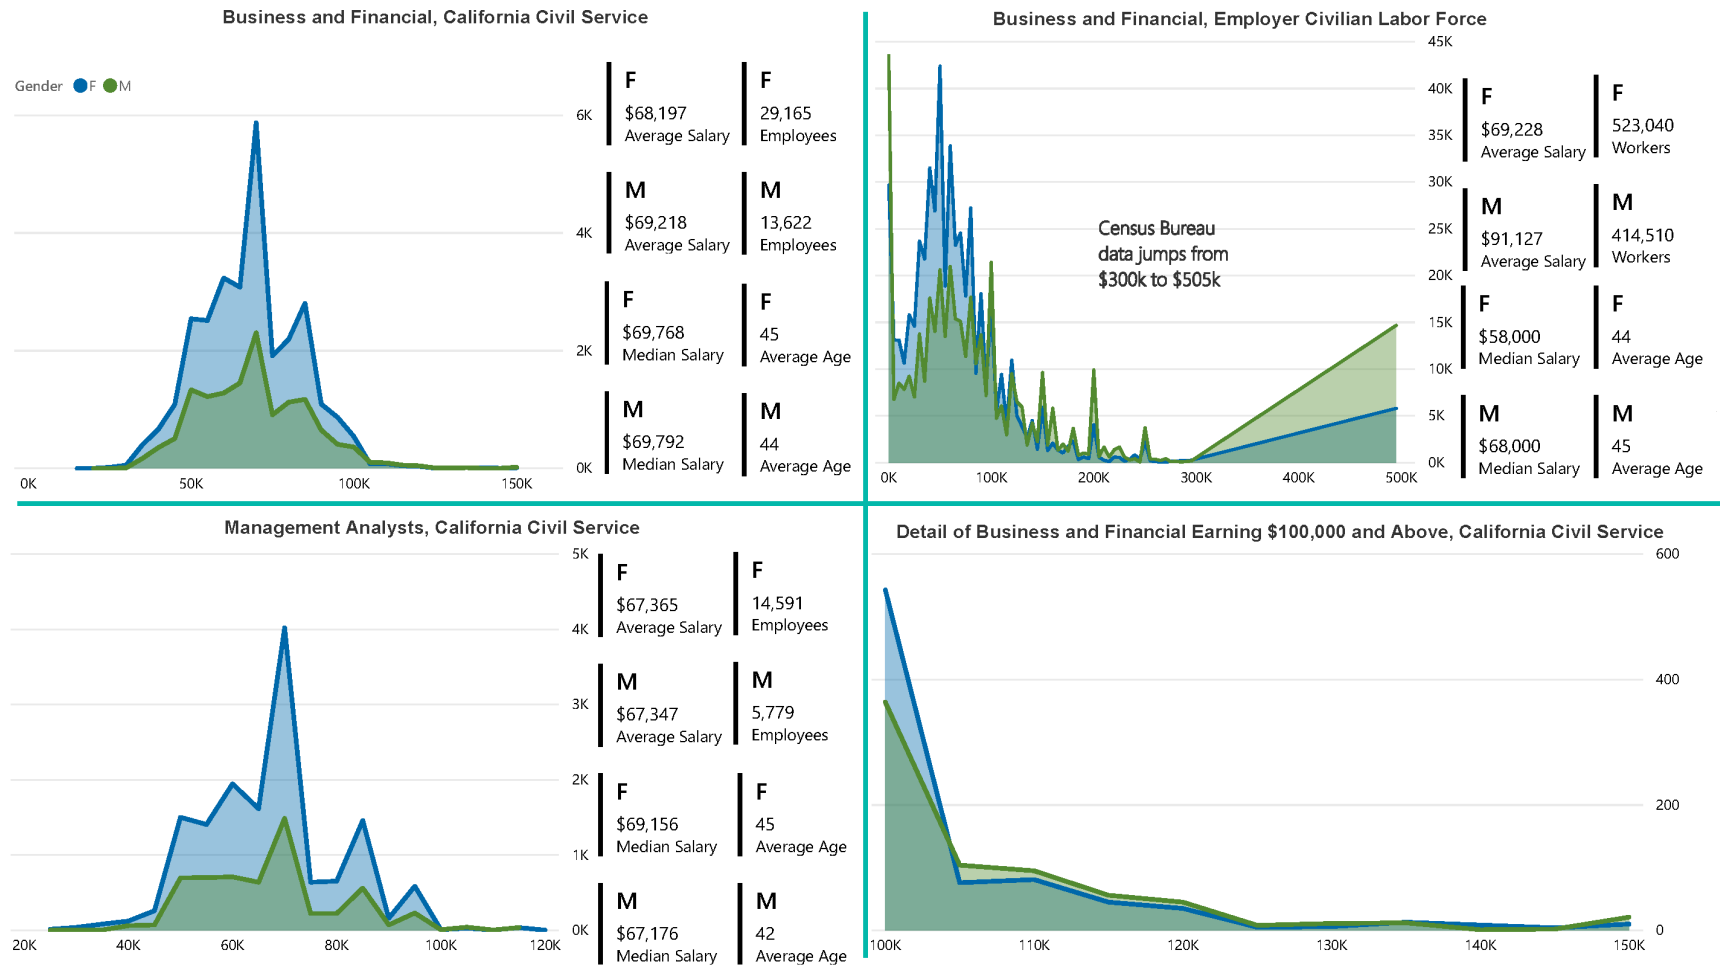 Business and Financial, California Civil Service
Gender F M
6K
4K
2K
0K
0K 50K 100K 150K
F
$68,197
Average Salary
F
29,165
Employees
M
$69,218
Average Salary
M
13,622
Employees
F
$69,768
Median Salary
F
45
Average Age
M
$69,792
Median Salary
M
44
Average Age
Business and Financial, Employer Civilian Labor Force
45K
40K
35K
30K
25K
20K
15K
10K
5K
0K
0K 100K 200K 300K 400K 500K
Census Bureau
data jumps from
$300k to $505k
F
$69,228
Average Salary
F
523,040
Workers
M
$91,127
Average Salary
M
414,510
Workers
F
$58,000
Median Salary
F
44
Average Age
M
$68,000
Median Salary
M
45
Average Age
Management Analysts, California Civil Service
5K
4K
3K
2K
1K
0K
20K 40K 60K 80K 100K 120K
F
$67,365
Average Salary
F
14,591
Employees
M
$67,347
Average Salary
M
5,779
Employees
F
$69,156
Median Salary
F
45
Average Age
M
$67,176
Median Salary
M
42
Average Age
Detail of Business and Financial Earning $100,000 and Above, California Civil Service
600
400
200
0
100K 110K 120K 130K 140K 150K